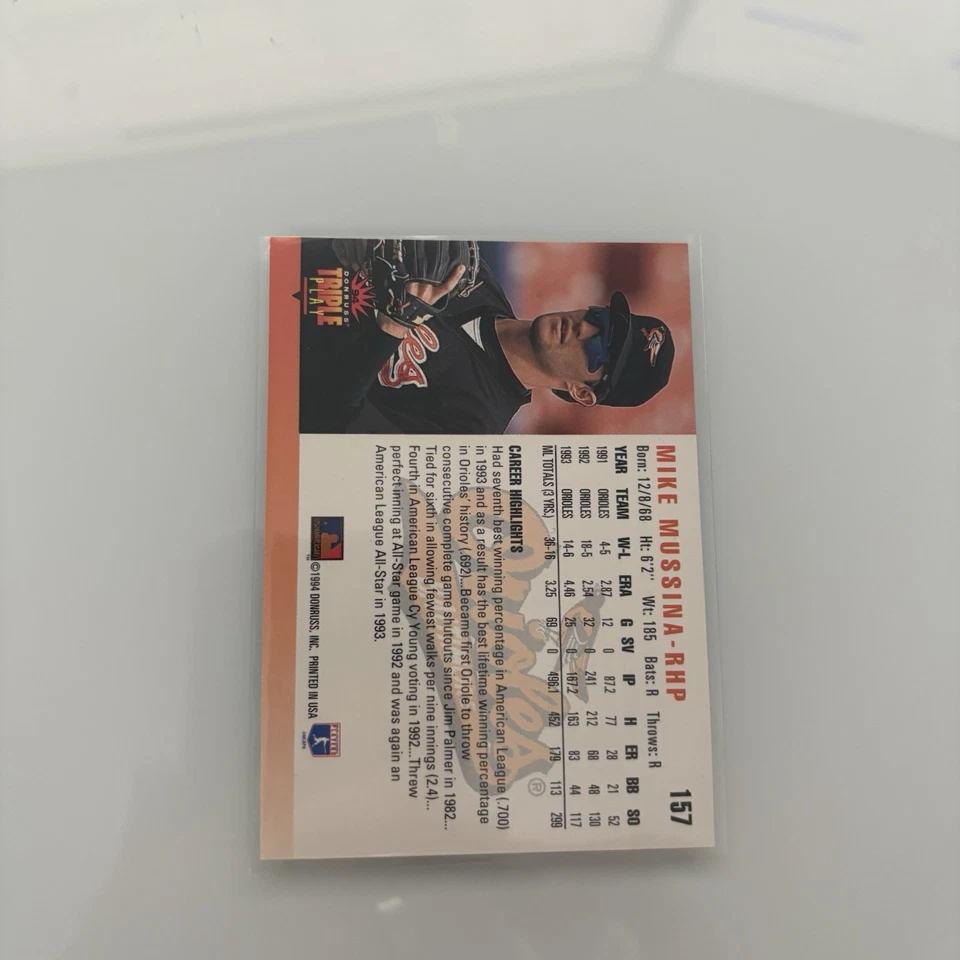 157
MIKE MUSSINA-RHP
Born: 12/8/68 Ht: 6'2" Wt: 185 Bats: R Throws: R
YEAR TEAM W-L ERA G SV IP H ER BB SO
1991 ORIOLES 4-5 2.87 12 0 87.2 77 28 21 52
1992 ORIOLES 18-5 2.54 32 0 241 212 68 48 130
1993 ORIOLES 14-6 4.46 25 0 167.2 163 83 44 117
ML TOTALS (3 YRS.) 36-16 3.25 69 0 496.1 452 179 113 299
CAREER HIGHLIGHTS
Had seventh best winning percentage in American League (.700)
in 1993 and as a result has the best lifetime winning percentage
in Orioles' history (.692)...Became first Oriole to throw
consecutive complete game shutouts since Jim Palmer in 1982...
Tied for sixth in allowing fewest walks per nine innings (2.4)...
Fourth in American League Cy Young voting in 1992...Threw
perfect inning at All-Star game in 1992 and was again an
American League All-Star in 1993.
©1994 DONRUSS, INC. PRINTED IN USA
94
DONRUSS
TRIPLE
PLAY
Orioles®